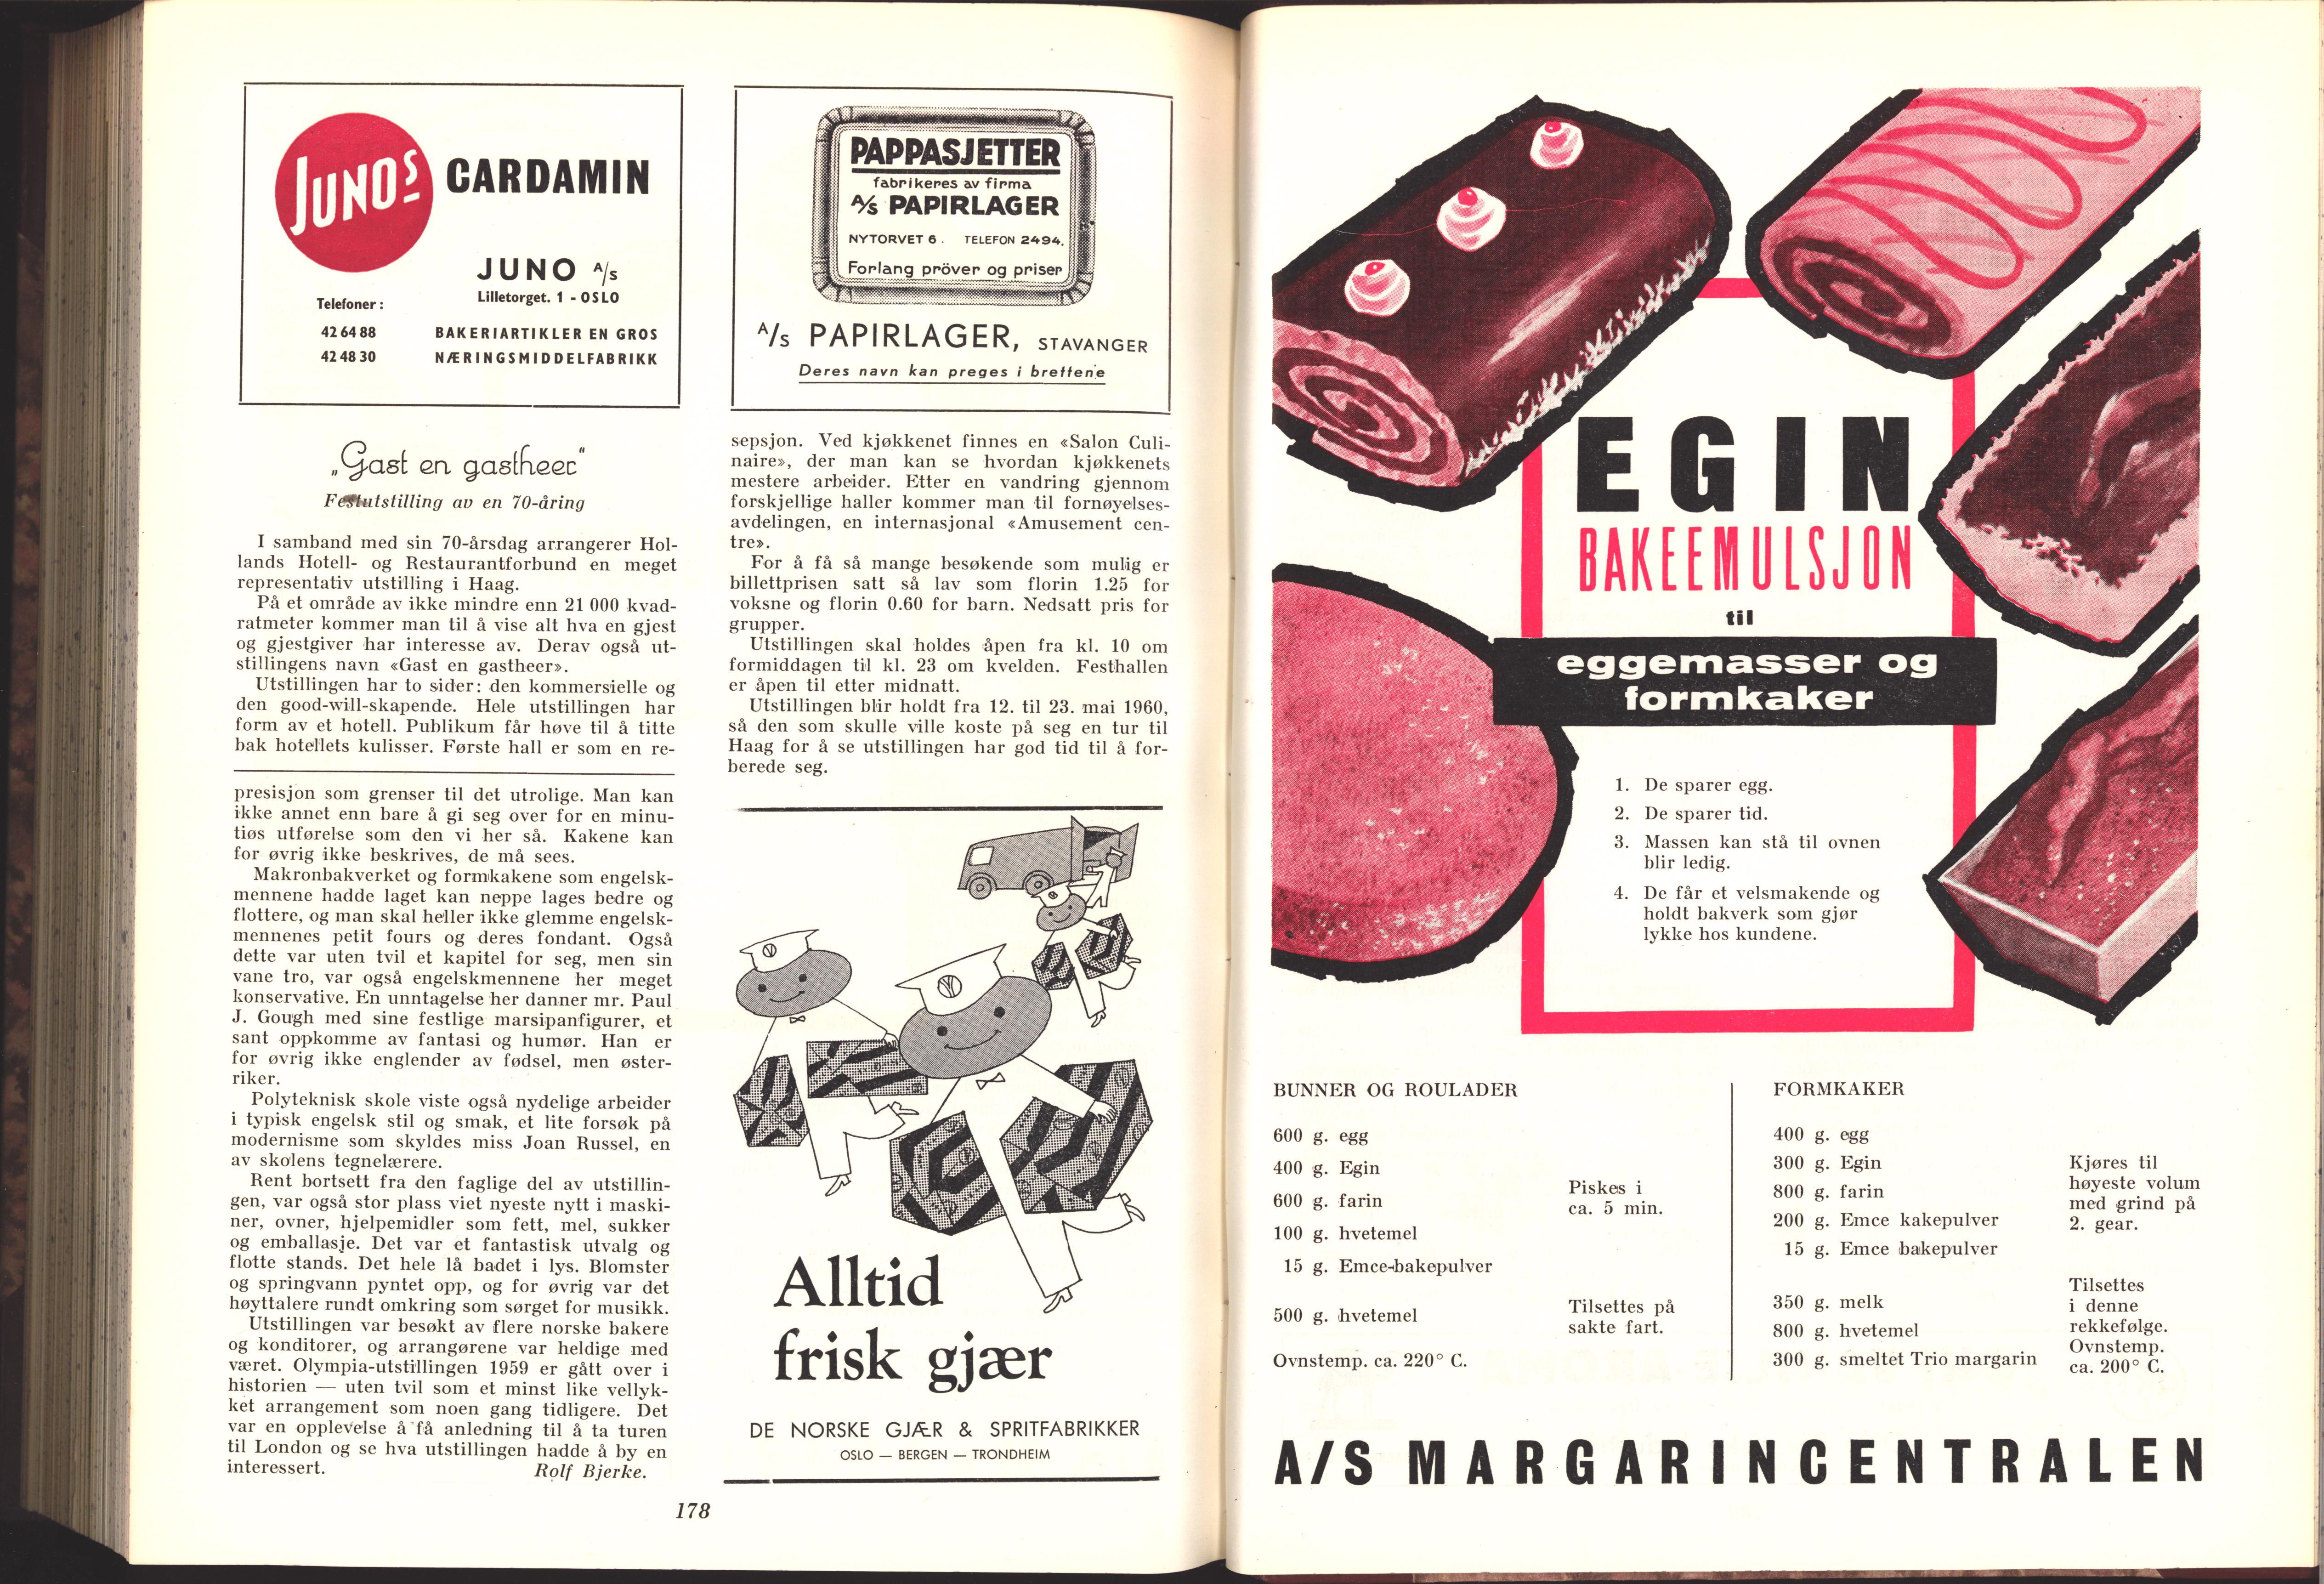 JUNOS
CARDAMIN
JUNO A/S
Lilletorget. 1 - OSLO
Telefoner :
42 64 88
42 48 30
BAKERIARTIKLER EN GROS
NÆRINGSMIDDELFABRIKK
„Gast en gastheer“
Festutstilling av en 70-åring
I samband med sin 70-årsdag arrangerer Hol-
lands Hotell- og Restaurantforbund en meget
representativ utstilling i Haag.
På et område av ikke mindre enn 21 000 kvad-
ratmeter kommer man til å vise alt hva en gjest
og gjestgiver har interesse av. Derav også ut-
stillingens navn «Gast en gastheer».
Utstillingen har to sider: den kommersielle og
den good-will-skapende. Hele utstillingen har
form av et hotell. Publikum får høve til å titte
bak hotellets kulisser. Første hall er som en re-
presisjon som grenser til det utrolige. Man kan
ikke annet enn bare å gi seg over for en minu-
tiøs utførelse som den vi her så. Kakene kan
for øvrig ikke beskrives, de må sees.
Makronbakverket og formkakene som engelsk-
mennene hadde laget kan neppe lages bedre og
flottere, og man skal heller ikke glemme engelsk-
mennenes petit fours og deres fondant. Også
dette var uten tvil et kapitel for seg, men sin
vane tro, var også engelskmennene her meget
konservative. En unntagelse her danner mr. Paul
J. Gough med sine festlige marsipanfigurer, et
sant oppkomme av fantasi og humør. Han er
for øvrig ikke englender av fødsel, men øster-
riker.
Polyteknisk skole viste også nydelige arbeider
i typisk engelsk stil og smak, et lite forsøk på
modernisme som skyldes miss Joan Russel, en
av skolens tegnelærere.
Rent bortsett fra den faglige del av utstillin-
gen, var også stor plass viet nyeste nytt i maski-
ner, ovner, hjelpemidler som fett, mel, sukker
og emballasje. Det var et fantastisk utvalg og
flotte stands. Det hele lå badet i lys. Blomster
og springvann pyntet opp, og for øvrig var det
høyttalere rundt omkring som sørget for musikk.
Utstillingen var besøkt av flere norske bakere
og konditorer, og arrangørene var heldige med
været. Olympia-utstillingen 1959 er gått over i
historien — uten tvil som et minst like vellyk-
ket arrangement som noen gang tidligere. Det
var en opplevelse å få anledning til å ta turen
til London og se hva utstillingen hadde å by en
interessert.
Rolf Bjerke.
PAPPASJETTER
fabrikeres av firma
A/S PAPIRLAGER
NYTORVET 6 . TELEFON 2494.
Forlang pröver og priser
A/s PAPIRLAGER, STAVANGER
Deres navn kan preges i brettene
sepsjon. Ved kjøkkenet finnes en «Salon Culi-
naire», der man kan se hvordan kjøkkenets
mestere arbeider. Etter en vandring gjennom
forskjellige haller kommer man til fornøyelses-
avdelingen, en internasjonal «Amusement cen-
tre».
For å få så mange besøkende som mulig er
billettprisen satt så lav som florin 1.25 for
voksne og florin 0.60 for barn. Nedsatt pris for
grupper.
Utstillingen skal holdes åpen fra kl. 10 om
formiddagen til kl. 23 om kvelden. Festhallen
er åpen til etter midnatt.
Utstillingen blir holdt fra 12. til 23. mai 1960,
så den som skulle ville koste på seg en tur til
Haag for å se utstillingen har god tid til å for-
berede seg.
Alltid
frisk gjær
DE NORSKE GJÆR & SPRITFABRIKKER
OSLO — BERGEN — TRONDHEIM
178
EGIN
BAKEEMULSJON
til
eggemasser og
formkaker
1. De sparer egg.
2. De sparer tid.
3. Massen kan stå til ovnen
blir ledig.
4. De får et velsmakende og
holdt bakverk som gjør
lykke hos kundene.
BUNNER OG ROULADER
600 g. egg
400 g. Egin
600 g. farin
100 g. hvetemel
15 g. Emce-bakepulver
Piskes i
ca. 5 min.
500 g. hvetemel
Tilsettes på
sakte fart.
Ovnstemp. ca. 220° C.
FORMKAKER
400 g. egg
300 g. Egin
800 g. farin
200 g. Emce kakepulver
15 g. Emce bakepulver
Kjøres til
høyeste volum
med grind på
2. gear.
350 g. melk
800 g. hvetemel
300 g. smeltet Trio margarin
Tilsettes
i denne
rekkefølge.
Ovnstemp.
ca. 200° C.
A/S MARGARINCENTRALEN